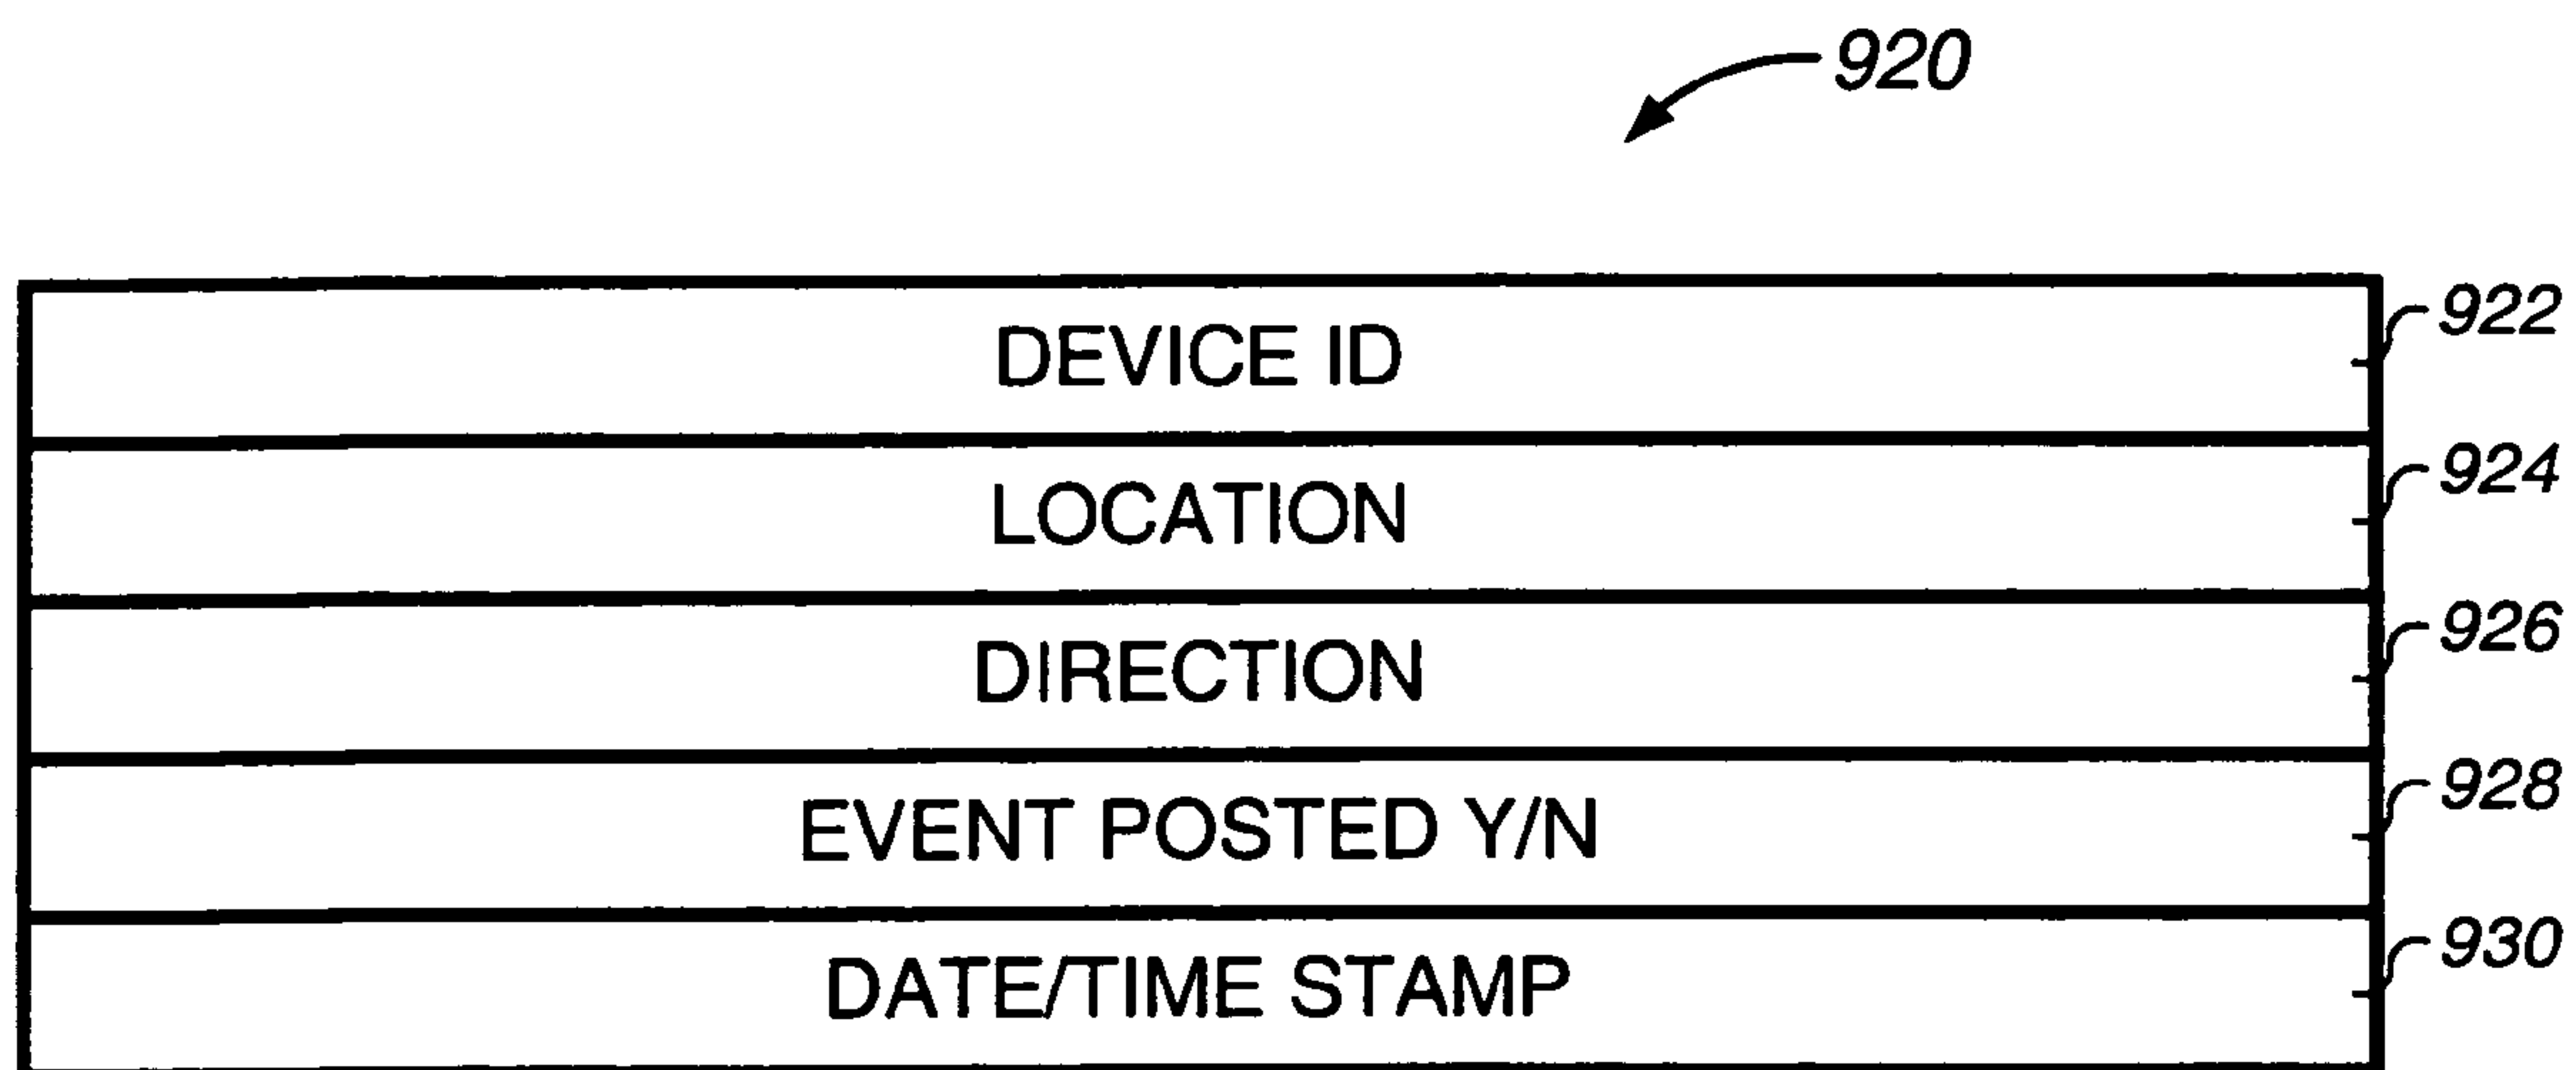 920
DEVICE ID 922
LOCATION 924
DIRECTION 926
EVENT POSTED Y/N 928
DATE/TIME STAMP 930